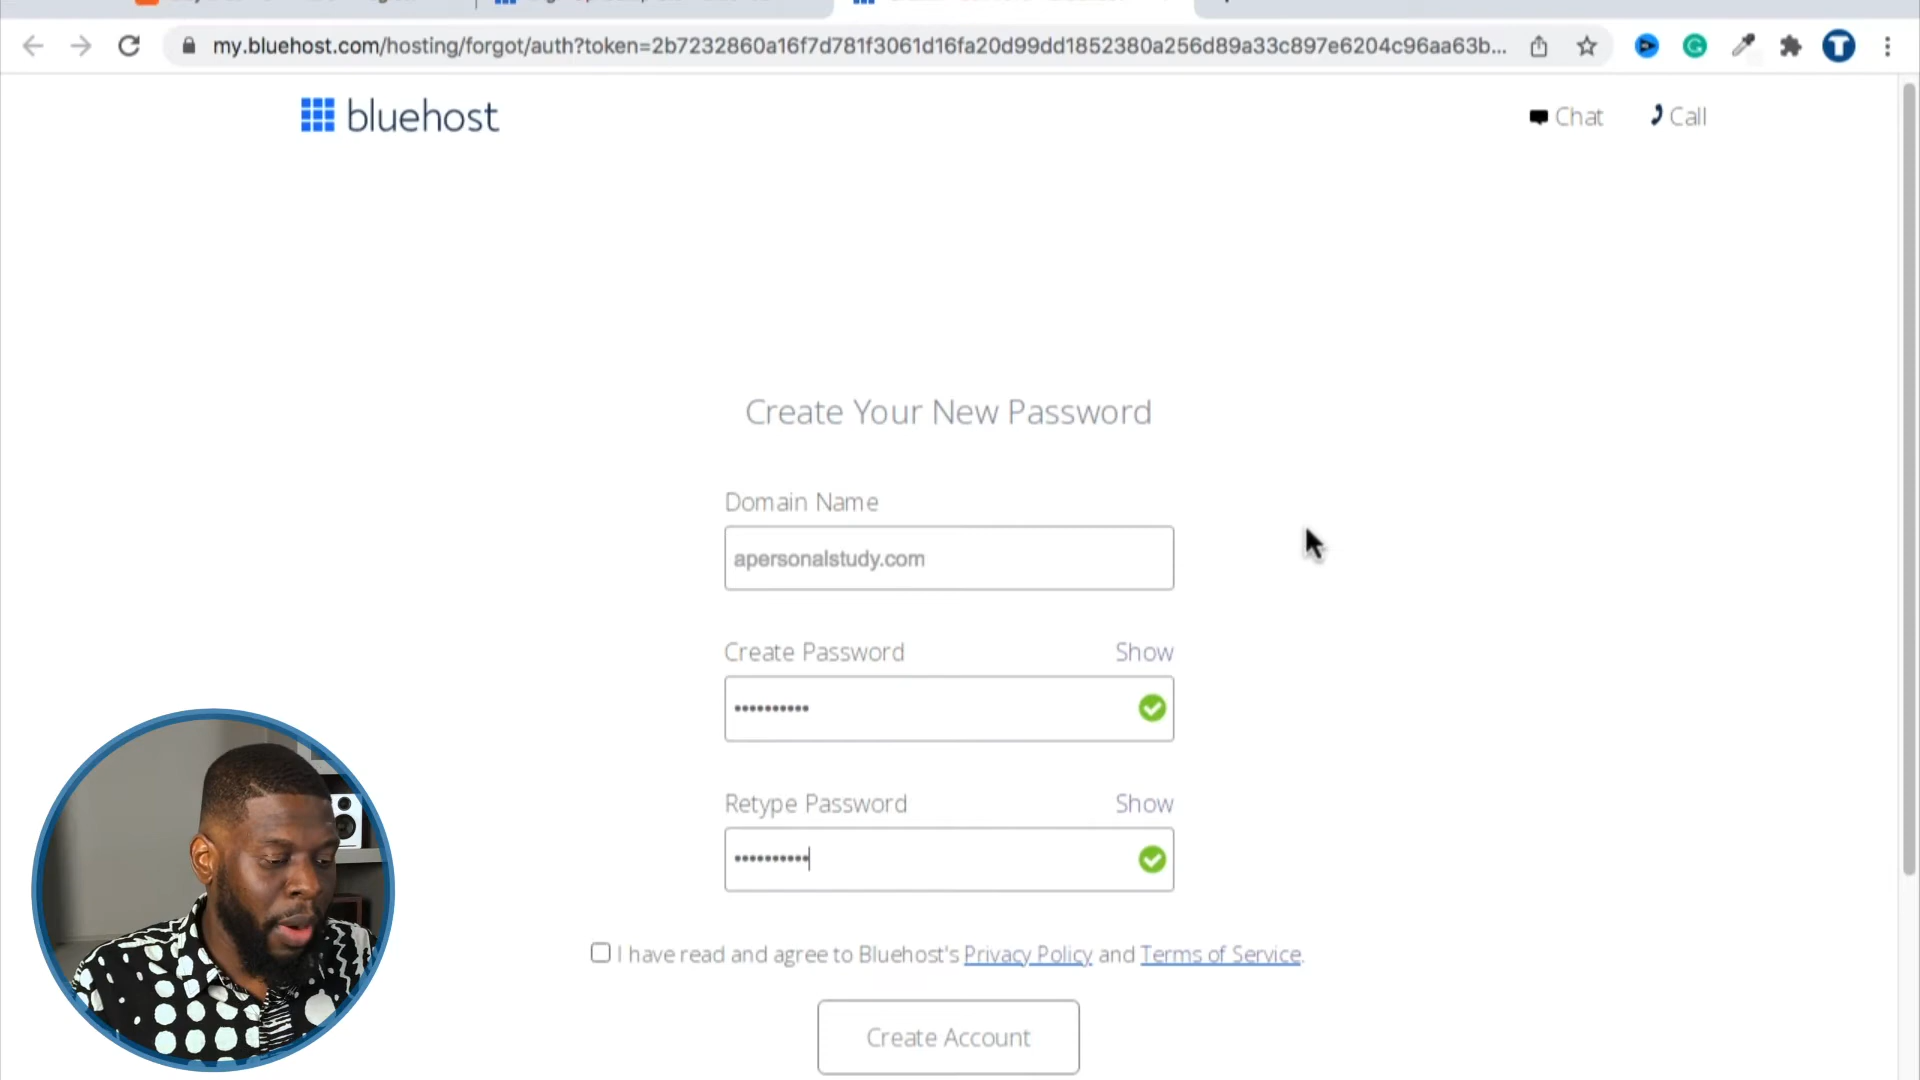 my.bluehost.com/hosting/forgot/auth?token=2b7232860a16f7d781f3061d16fa20d99dd1852380a256d89a33c897e6204c96aa63b...
bluehost
Chat
Call
Create Your New Password
Domain Name
apersonalstudy.com
Create Password
Show
••••••••••
Retype Password
Show
••••••••••
I have read and agree to Bluehost's Privacy Policy and Terms of Service.
Create Account